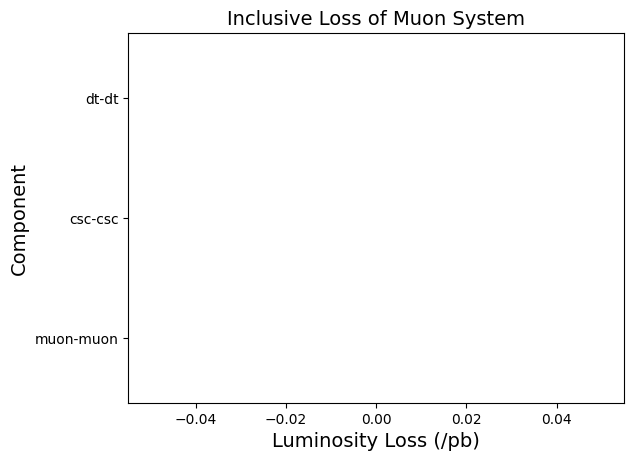 Inclusive Loss of Muon System
Component
dt-dt
csc-csc
muon-muon
−0.04 −0.02 0.00 0.02 0.04
Luminosity Loss (/pb)